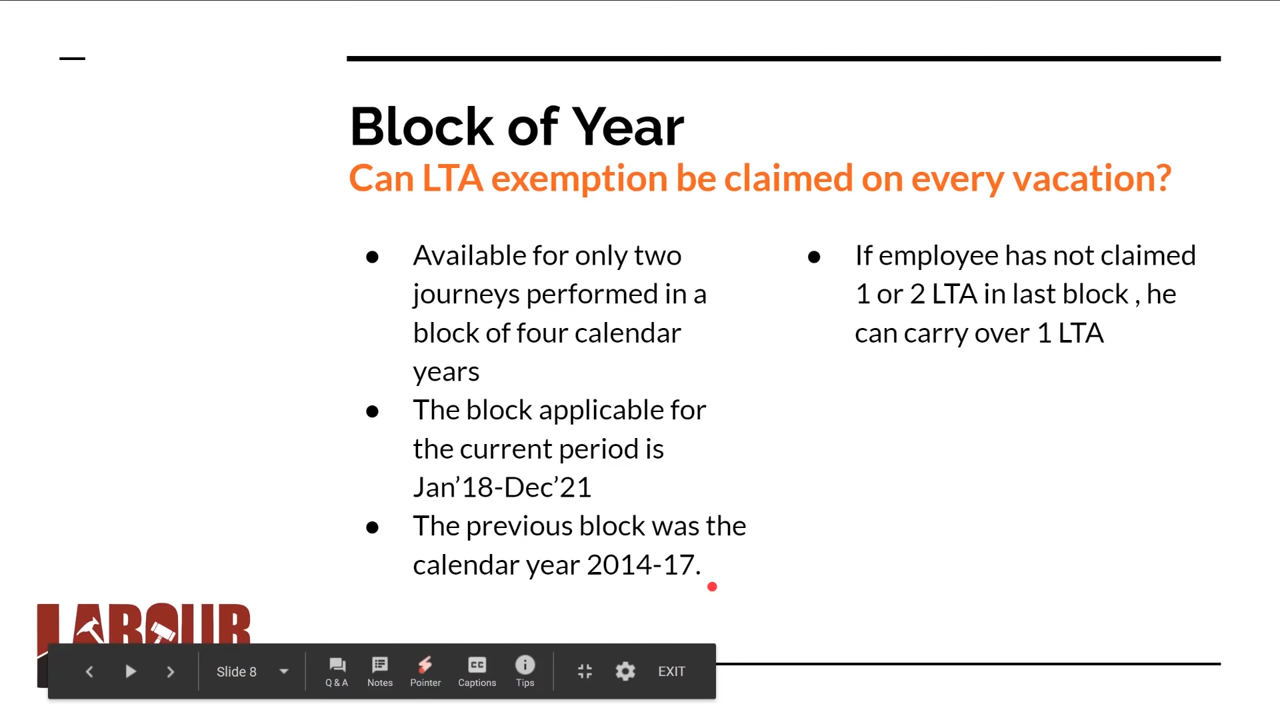 Block of Year
Can LTA exemption be claimed on every vacation?
● Available for only two
journeys performed in a
block of four calendar
years
● The block applicable for
the current period is
Jan’18-Dec’21
● The previous block was the
calendar year 2014-17.
● If employee has not claimed
1 or 2 LTA in last block , he
can carry over 1 LTA
LABOUR
Slide 8
Q & A
Notes
Pointer
CC
Captions
Tips
EXIT